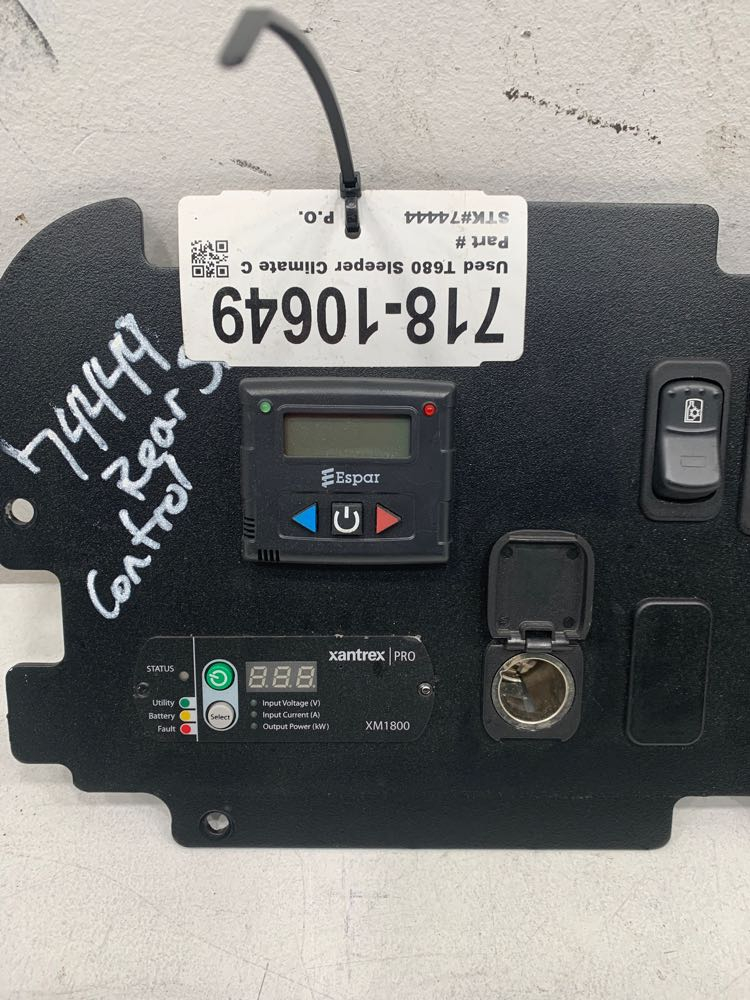 P.O.
STK#74444
Part #
Used T680 Sleeper Climate C
718-10649
74444
Rear
Control
Espar
xantrex | PRO
STATUS
Utility
Battery
Fault
Select
Input Voltage (V)
Input Current (A)
Output Power (kW)
XM1800